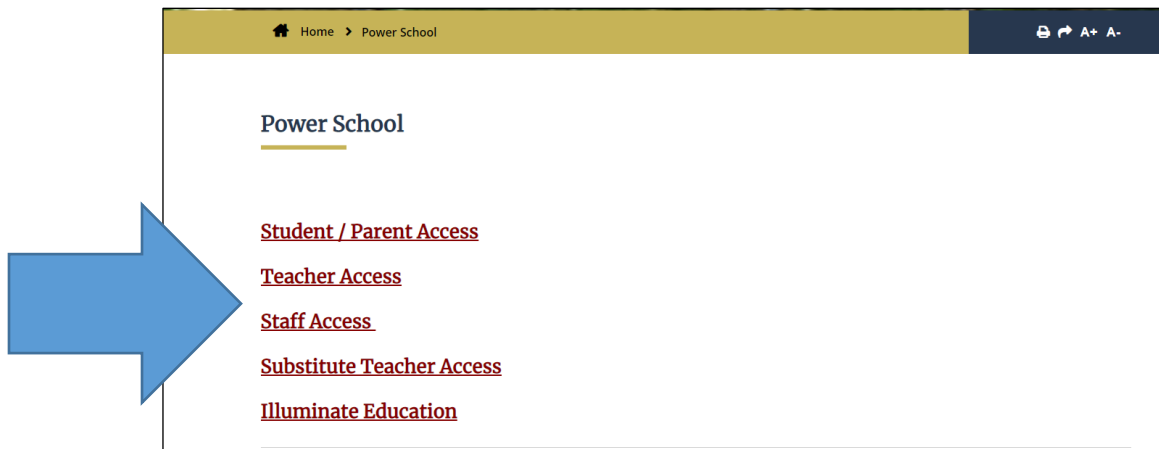 Home > Power School A+ A-
Power School
Student / Parent Access
Teacher Access
Staff Access
Substitute Teacher Access
Illuminate Education